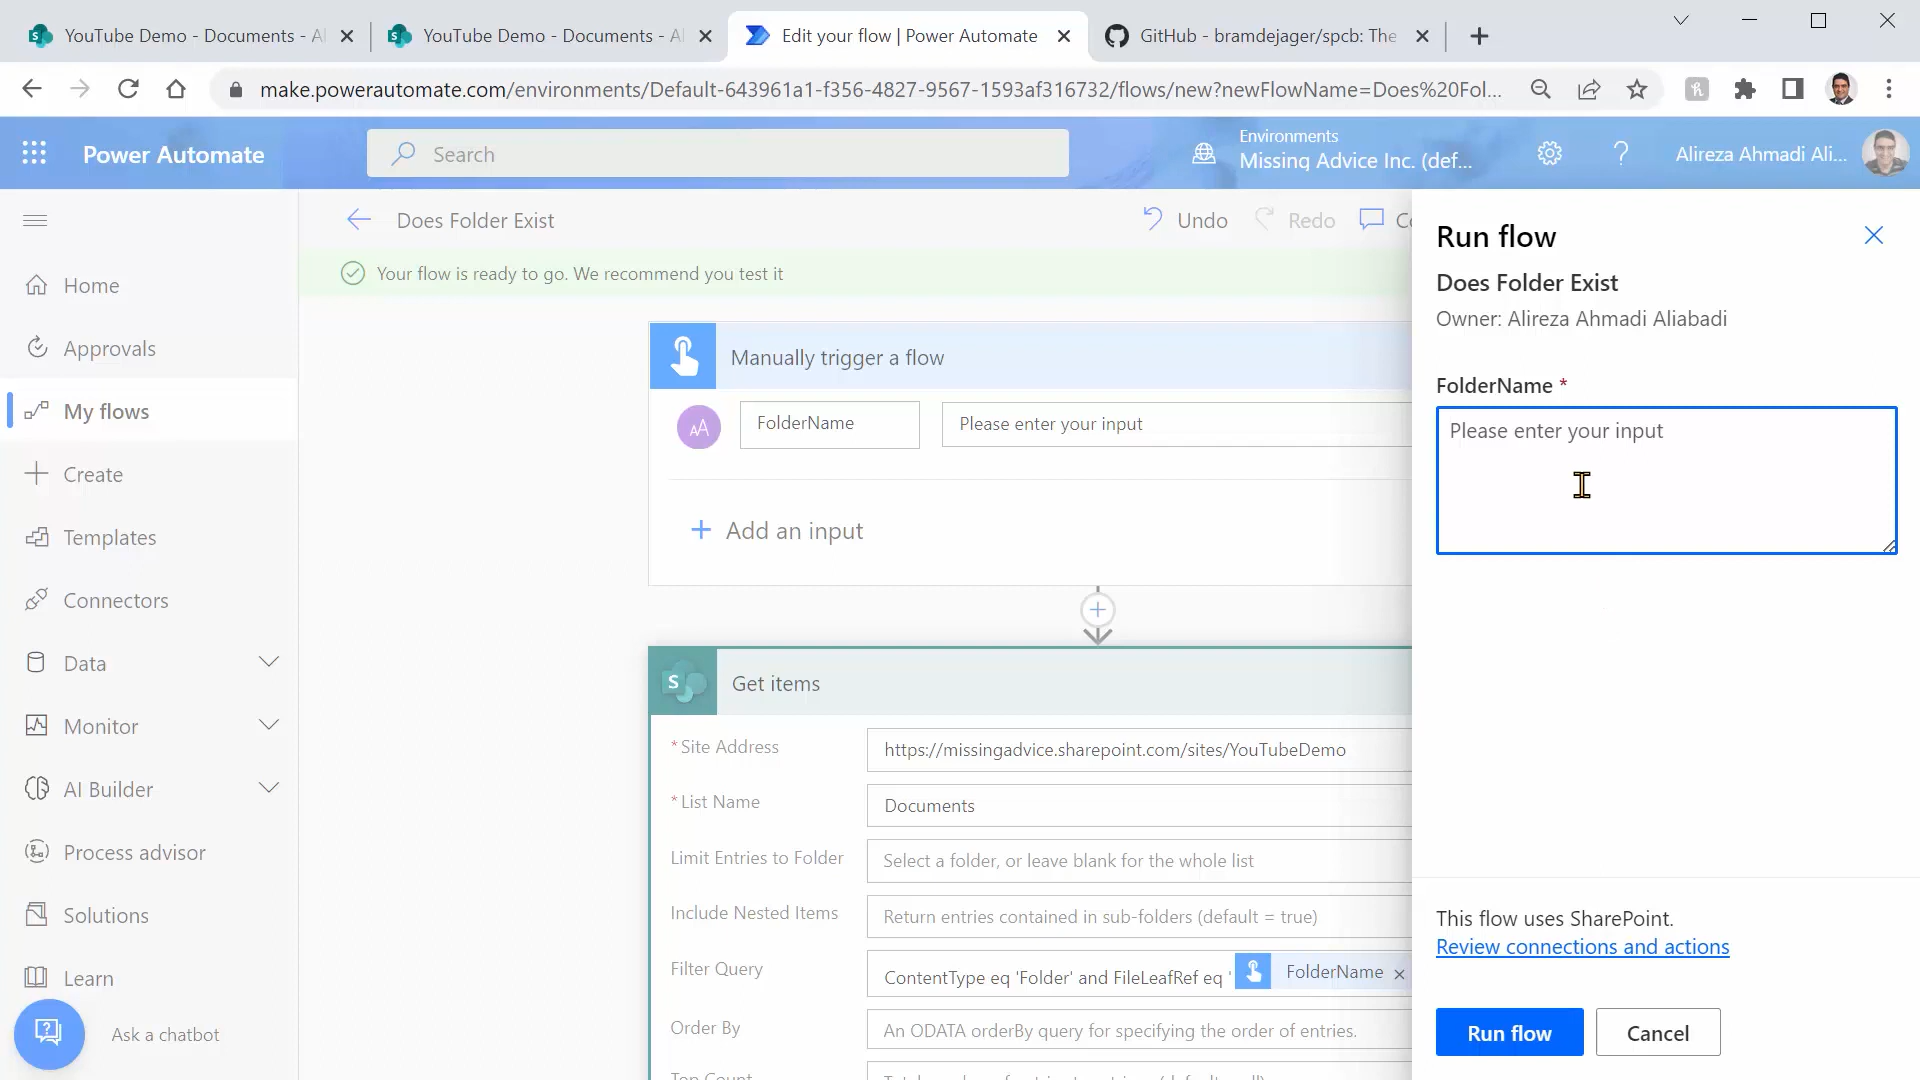 YouTube Demo - Documents - Al
YouTube Demo - Documents - Al
Edit your flow | Power Automate
GitHub - bramdejager/spcb: The
make.powerautomate.com/environments/Default-643961a1-f356-4827-9567-1593af316732/flows/new?newFlowName=Does%20Fol...
Power Automate
Search
Environments
Missing Advice Inc. (def...
Alireza Ahmadi Ali...
Does Folder Exist
Undo
Redo
Your flow is ready to go. We recommend you test it
Home
Approvals
My flows
Create
Templates
Connectors
Data
Monitor
AI Builder
Process advisor
Solutions
Learn
Ask a chatbot
Manually trigger a flow
FolderName
Please enter your input
Add an input
Get items
* Site Address
https://missingadvice.sharepoint.com/sites/YouTubeDemo
* List Name
Documents
Limit Entries to Folder
Select a folder, or leave blank for the whole list
Include Nested Items
Return entries contained in sub-folders (default = true)
Filter Query
ContentType eq 'Folder' and FileLeafRef eq ' FolderName
Order By
An ODATA orderBy query for specifying the order of entries.
Top Count
Run flow
Does Folder Exist
Owner: Alireza Ahmadi Aliabadi
FolderName *
Please enter your input
This flow uses SharePoint.
Review connections and actions
Run flow
Cancel